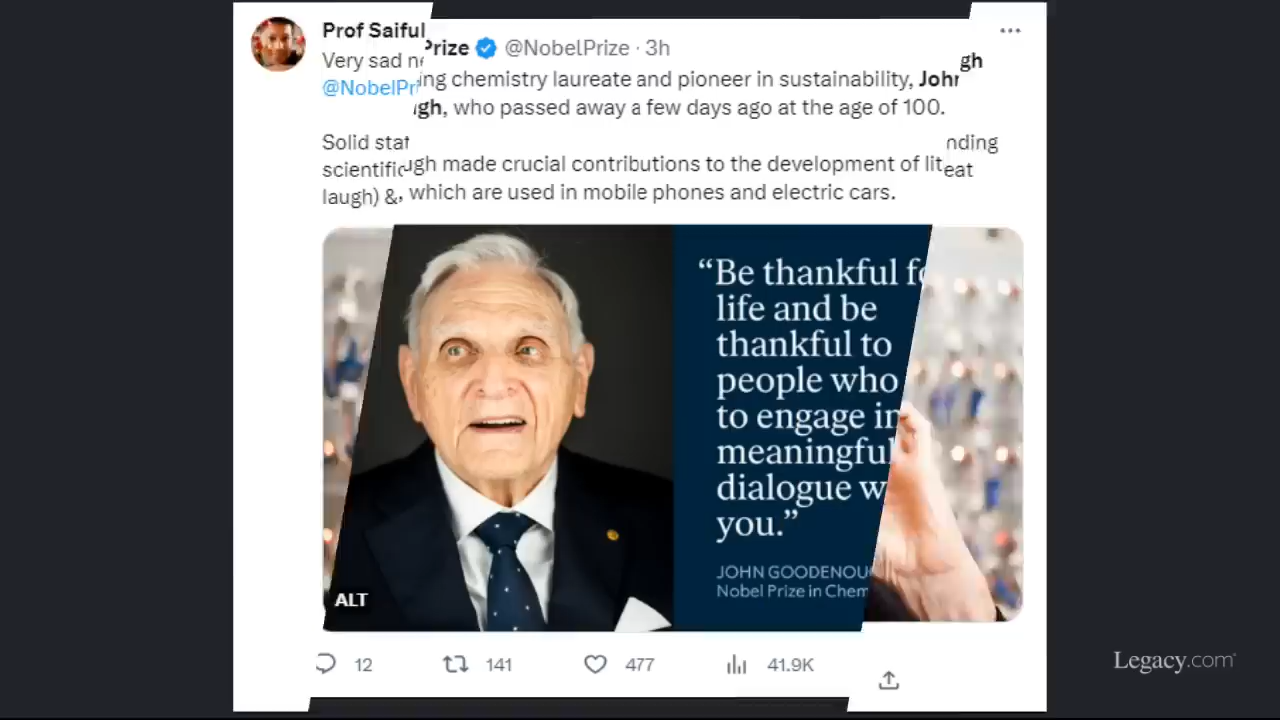 Prof Saiful
Prize @NobelPrize · 3h
Very sad gh
ing chemistry laureate and pioneer in sustainability, John
@NobelPr
gh, who passed away a few days ago at the age of 100.
Solid stat nding
ugh made crucial contributions to the development of lit
scientific eat
laugh) &, which are used in mobile phones and electric cars.
“Be thankful fo
life and be
thankful to
people who
to engage in
meaningful
dialogue w
you.”
JOHN GOODENOU
Nobel Prize in Chem
ALT
12 141 477 41.9K
Legacy.com